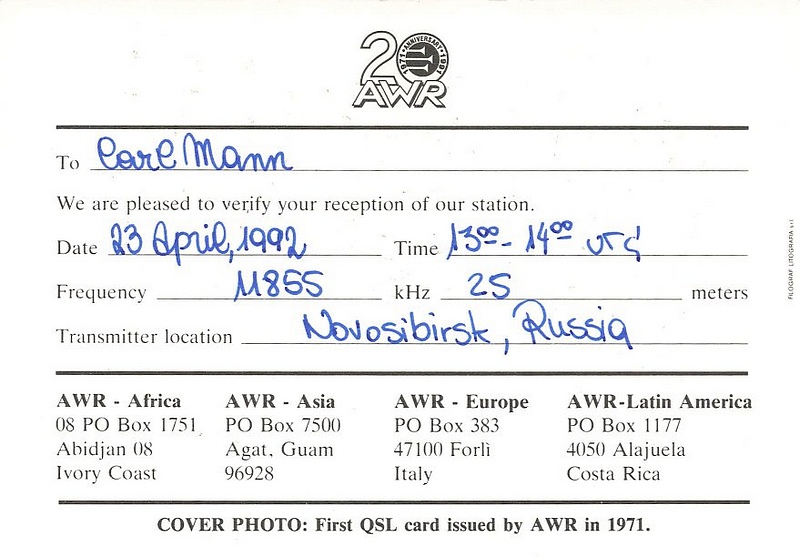 20
1971 · ANNIVERSARY · 1991
AWR
To Carl Mann
We are pleased to verify your reception of our station.
Date 23 April, 1992 Time 13⁰⁰ - 14⁰⁰ UTC
Frequency 11855 kHz 25 meters
Transmitter location Novosibirsk, Russia
AWR - Africa
08 PO Box 1751
Abidjan 08
Ivory Coast
AWR - Asia
PO Box 7500
Agat, Guam
96928
AWR - Europe
PO Box 383
47100 Forlì
Italy
AWR-Latin America
PO Box 1177
4050 Alajuela
Costa Rica
COVER PHOTO: First QSL card issued by AWR in 1971.
FILOGRAF LITOGRAFIA s.r.l